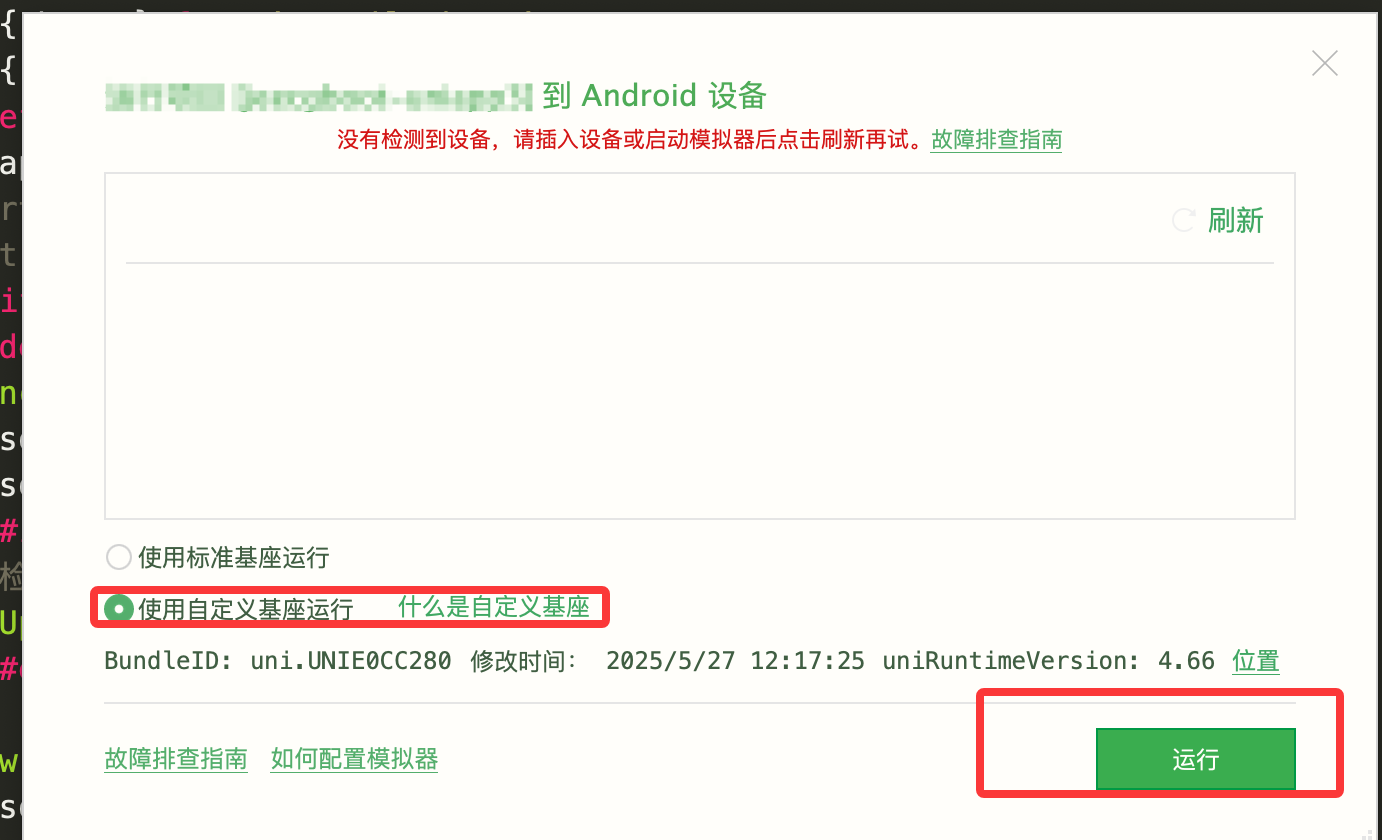 到 Android 设备
没有检测到设备，请插入设备或启动模拟器后点击刷新再试。故障排查指南
刷新
使用标准基座运行
使用自定义基座运行 什么是自定义基座
BundleID: uni.UNIE0CC280 修改时间： 2025/5/27 12:17:25 uniRuntimeVersion: 4.66 位置
故障排查指南 如何配置模拟器
运行